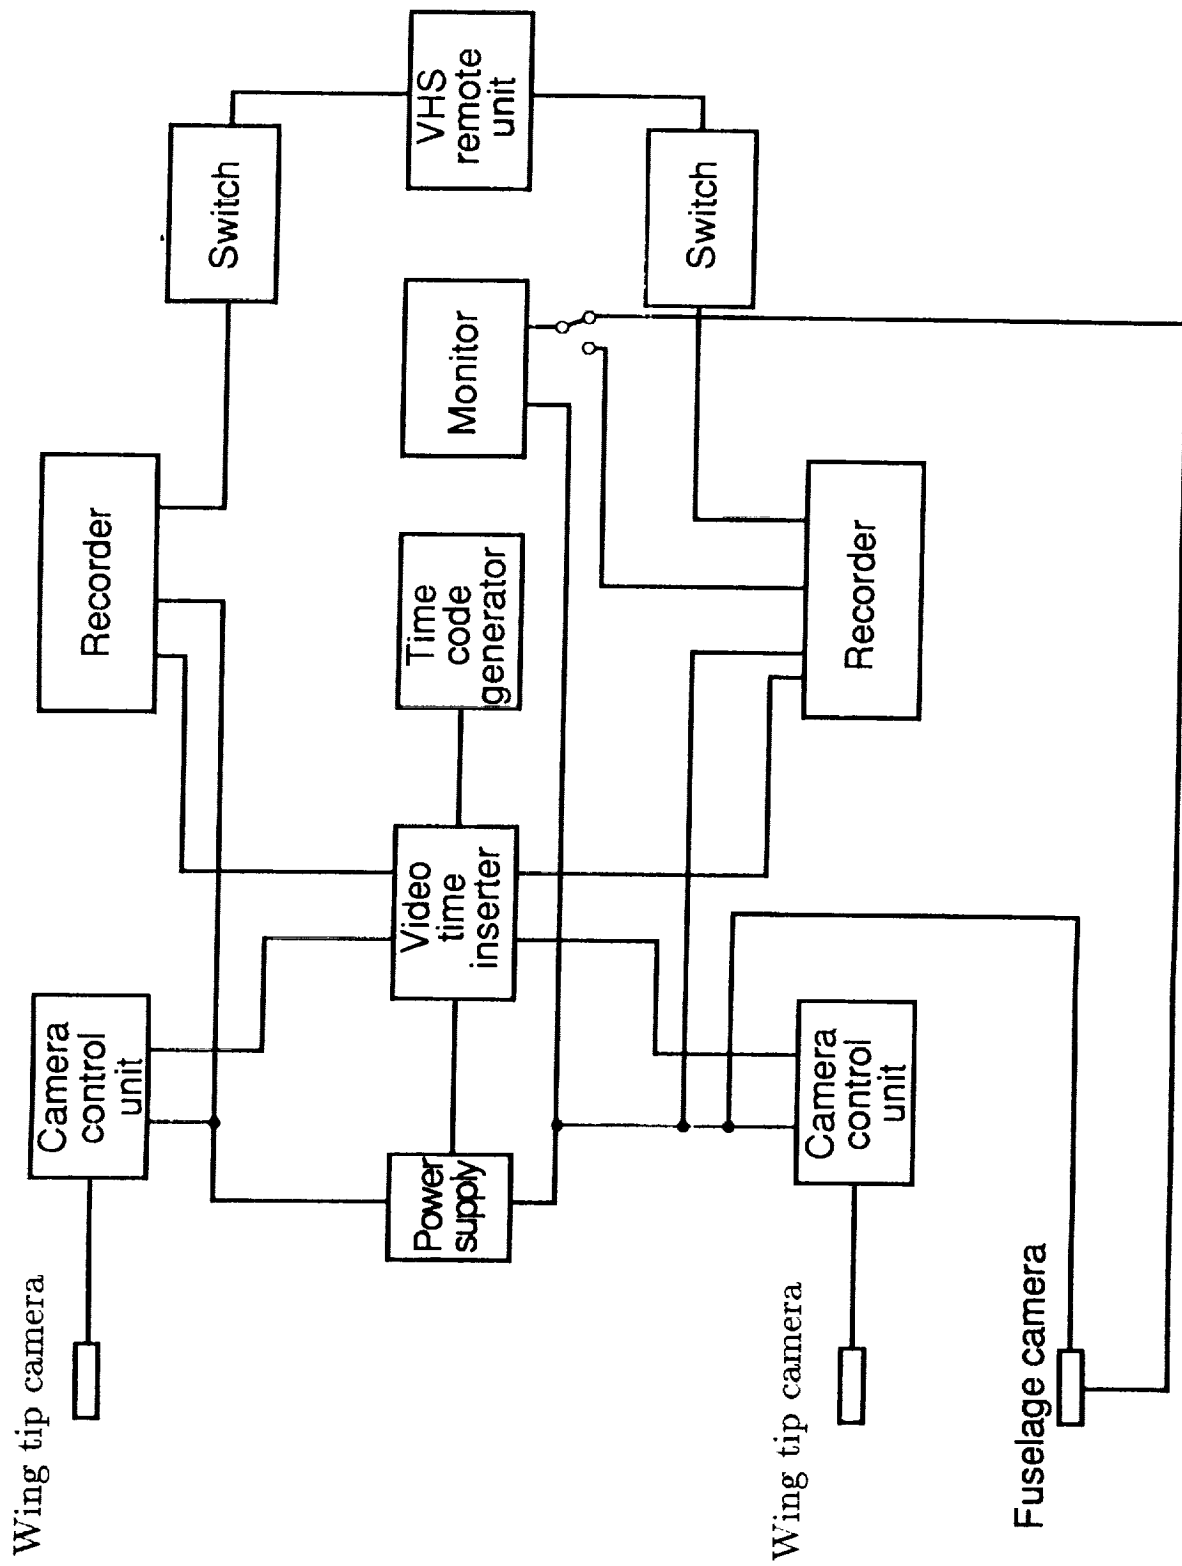 Wing tip camera
Camera
control
unit
Recorder
Switch
Power
supply
Video
time
inserter
Time
code
generator
Monitor
VHS
remote
unit
Wing tip camera
Camera
control
unit
Recorder
Switch
Fuselage camera